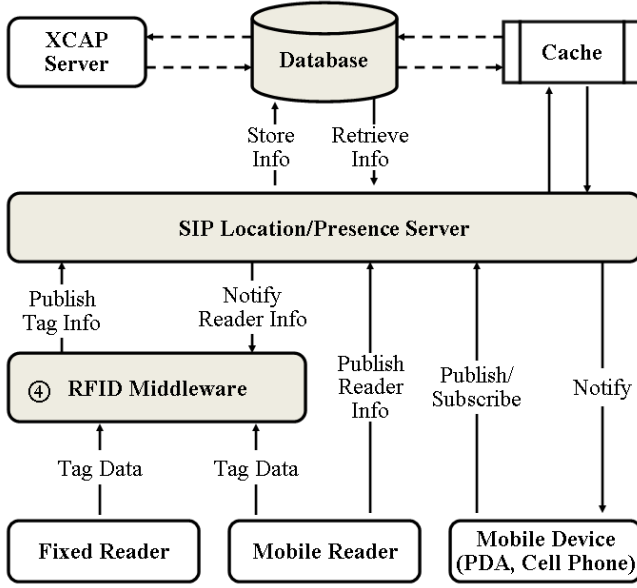 XCAP
Server
Database
Cache
Store
Info
Retrieve
Info
SIP Location/Presence Server
Publish
Tag Info
Notify
Reader Info
Publish
Reader
Info
Publish/
Subscribe
Notify
④ RFID Middleware
Tag Data
Tag Data
Fixed Reader
Mobile Reader
Mobile Device
(PDA, Cell Phone)